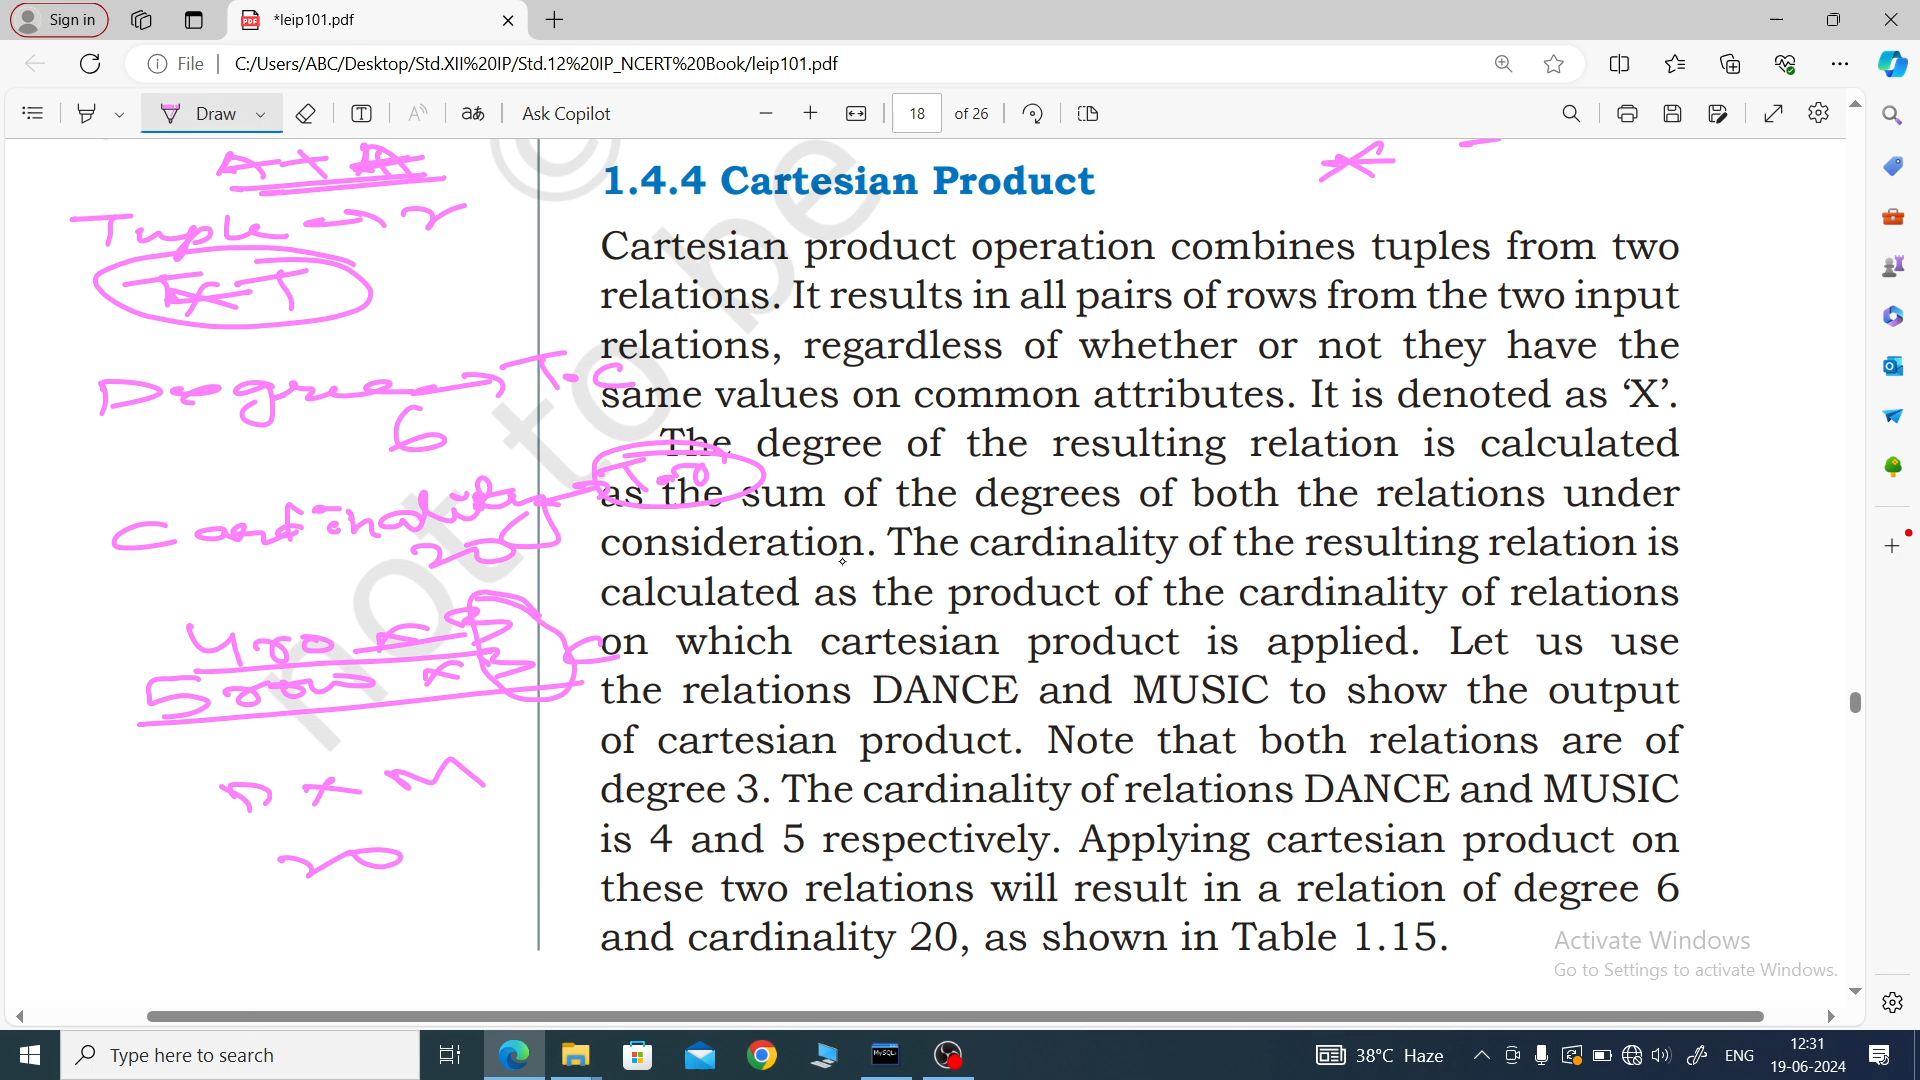 Sign in
*leip101.pdf
File
C:/Users/ABC/Desktop/Std.XII%20IP/Std.12%20IP_NCERT%20Book/leip101.pdf
Draw
Ask Copilot
18 of 26
1.4.4 Cartesian Product
Cartesian product operation combines tuples from two
relations. It results in all pairs of rows from the two input
relations, regardless of whether or not they have the
same values on common attributes. It is denoted as ‘X’.
The degree of the resulting relation is calculated
as the sum of the degrees of both the relations under
consideration. The cardinality of the resulting relation is
calculated as the product of the cardinality of relations
on which cartesian product is applied. Let us use
the relations DANCE and MUSIC to show the output
of cartesian product. Note that both relations are of
degree 3. The cardinality of relations DANCE and MUSIC
is 4 and 5 respectively. Applying cartesian product on
these two relations will result in a relation of degree 6
and cardinality 20, as shown in Table 1.15.
© not to be
Tuple
T×T
Degree → T.C
6
Cardinality → T.r
20
n × m
20
Activate Windows
Go to Settings to activate Windows.
Type here to search
38°C Haze
ENG
12:31
19-06-2024